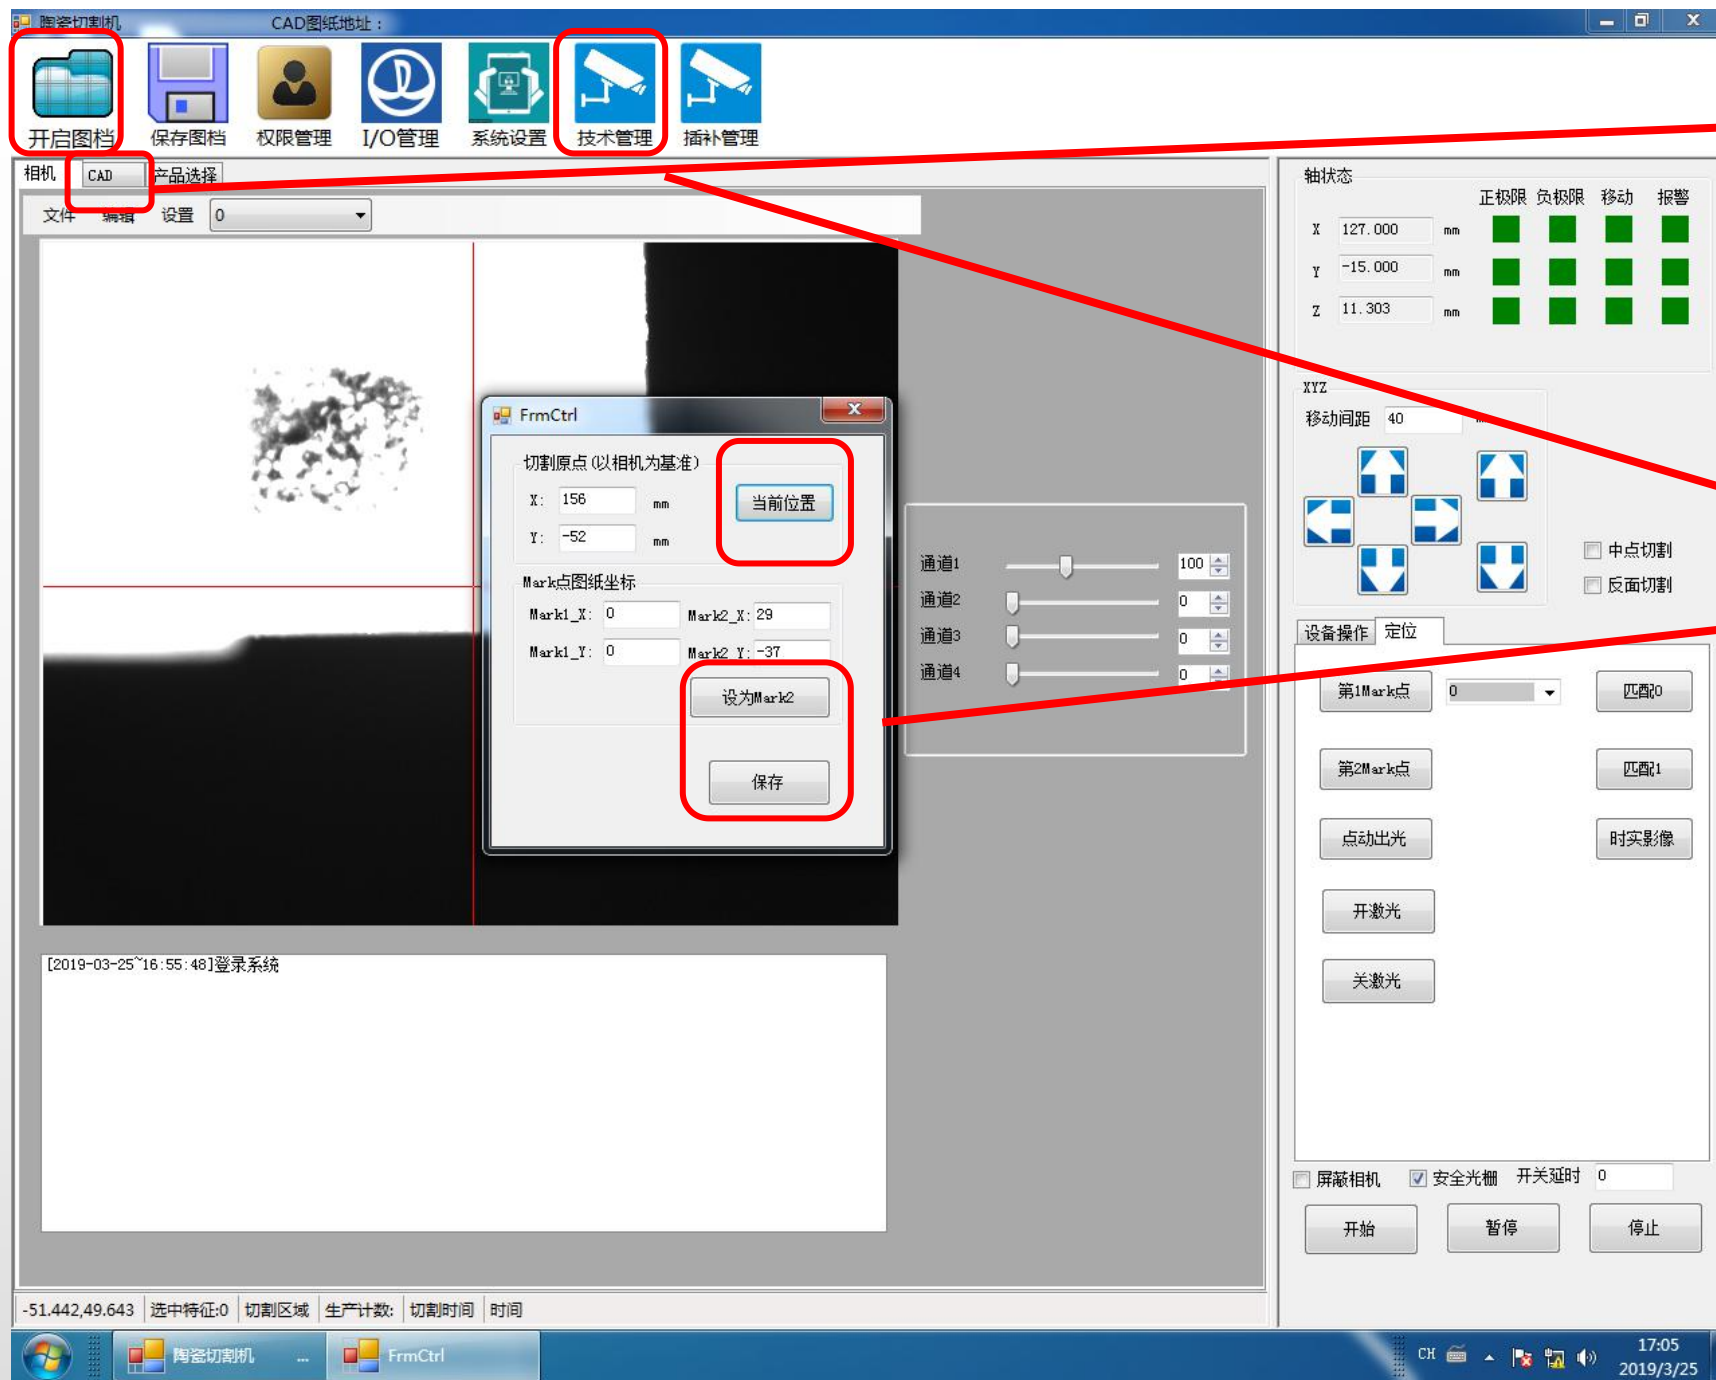 陶瓷切割机 CAD图纸地址：
开启图档 保存图档 权限管理 I/O管理 系统设置 技术管理 插补管理
相机 CAD 产品选择
文件 编辑 设置 0
轴状态
正极限 负极限 移动 报警
X 127.000 mm
Y -15.000 mm
Z 11.303 mm
XYZ
移动间距 40
中点切割
反面切割
FrmCtrl
切割原点(以相机为基准)
X: 156 mm
当前位置
Y: -52 mm
Mark点图纸坐标
Mark1_X: 0 Mark2_X: 29
Mark1_Y: 0 Mark2_Y: -37
设为Mark2
保存
通道1 100
通道2 0
通道3 0
通道4 0
设备操作 定位
第1Mark点 0 匹配0
第2Mark点 匹配1
点动出光 时实影像
开激光
关激光
[2019-03-25~16:55:48]登录系统
屏蔽相机 安全光栅 开关延时 0
开始 暂停 停止
-51.442,49.643 选中特征:0 切割区域 生产计数: 切割时间 时间
陶瓷切割机 ... FrmCtrl CH 17:05
2019/3/25